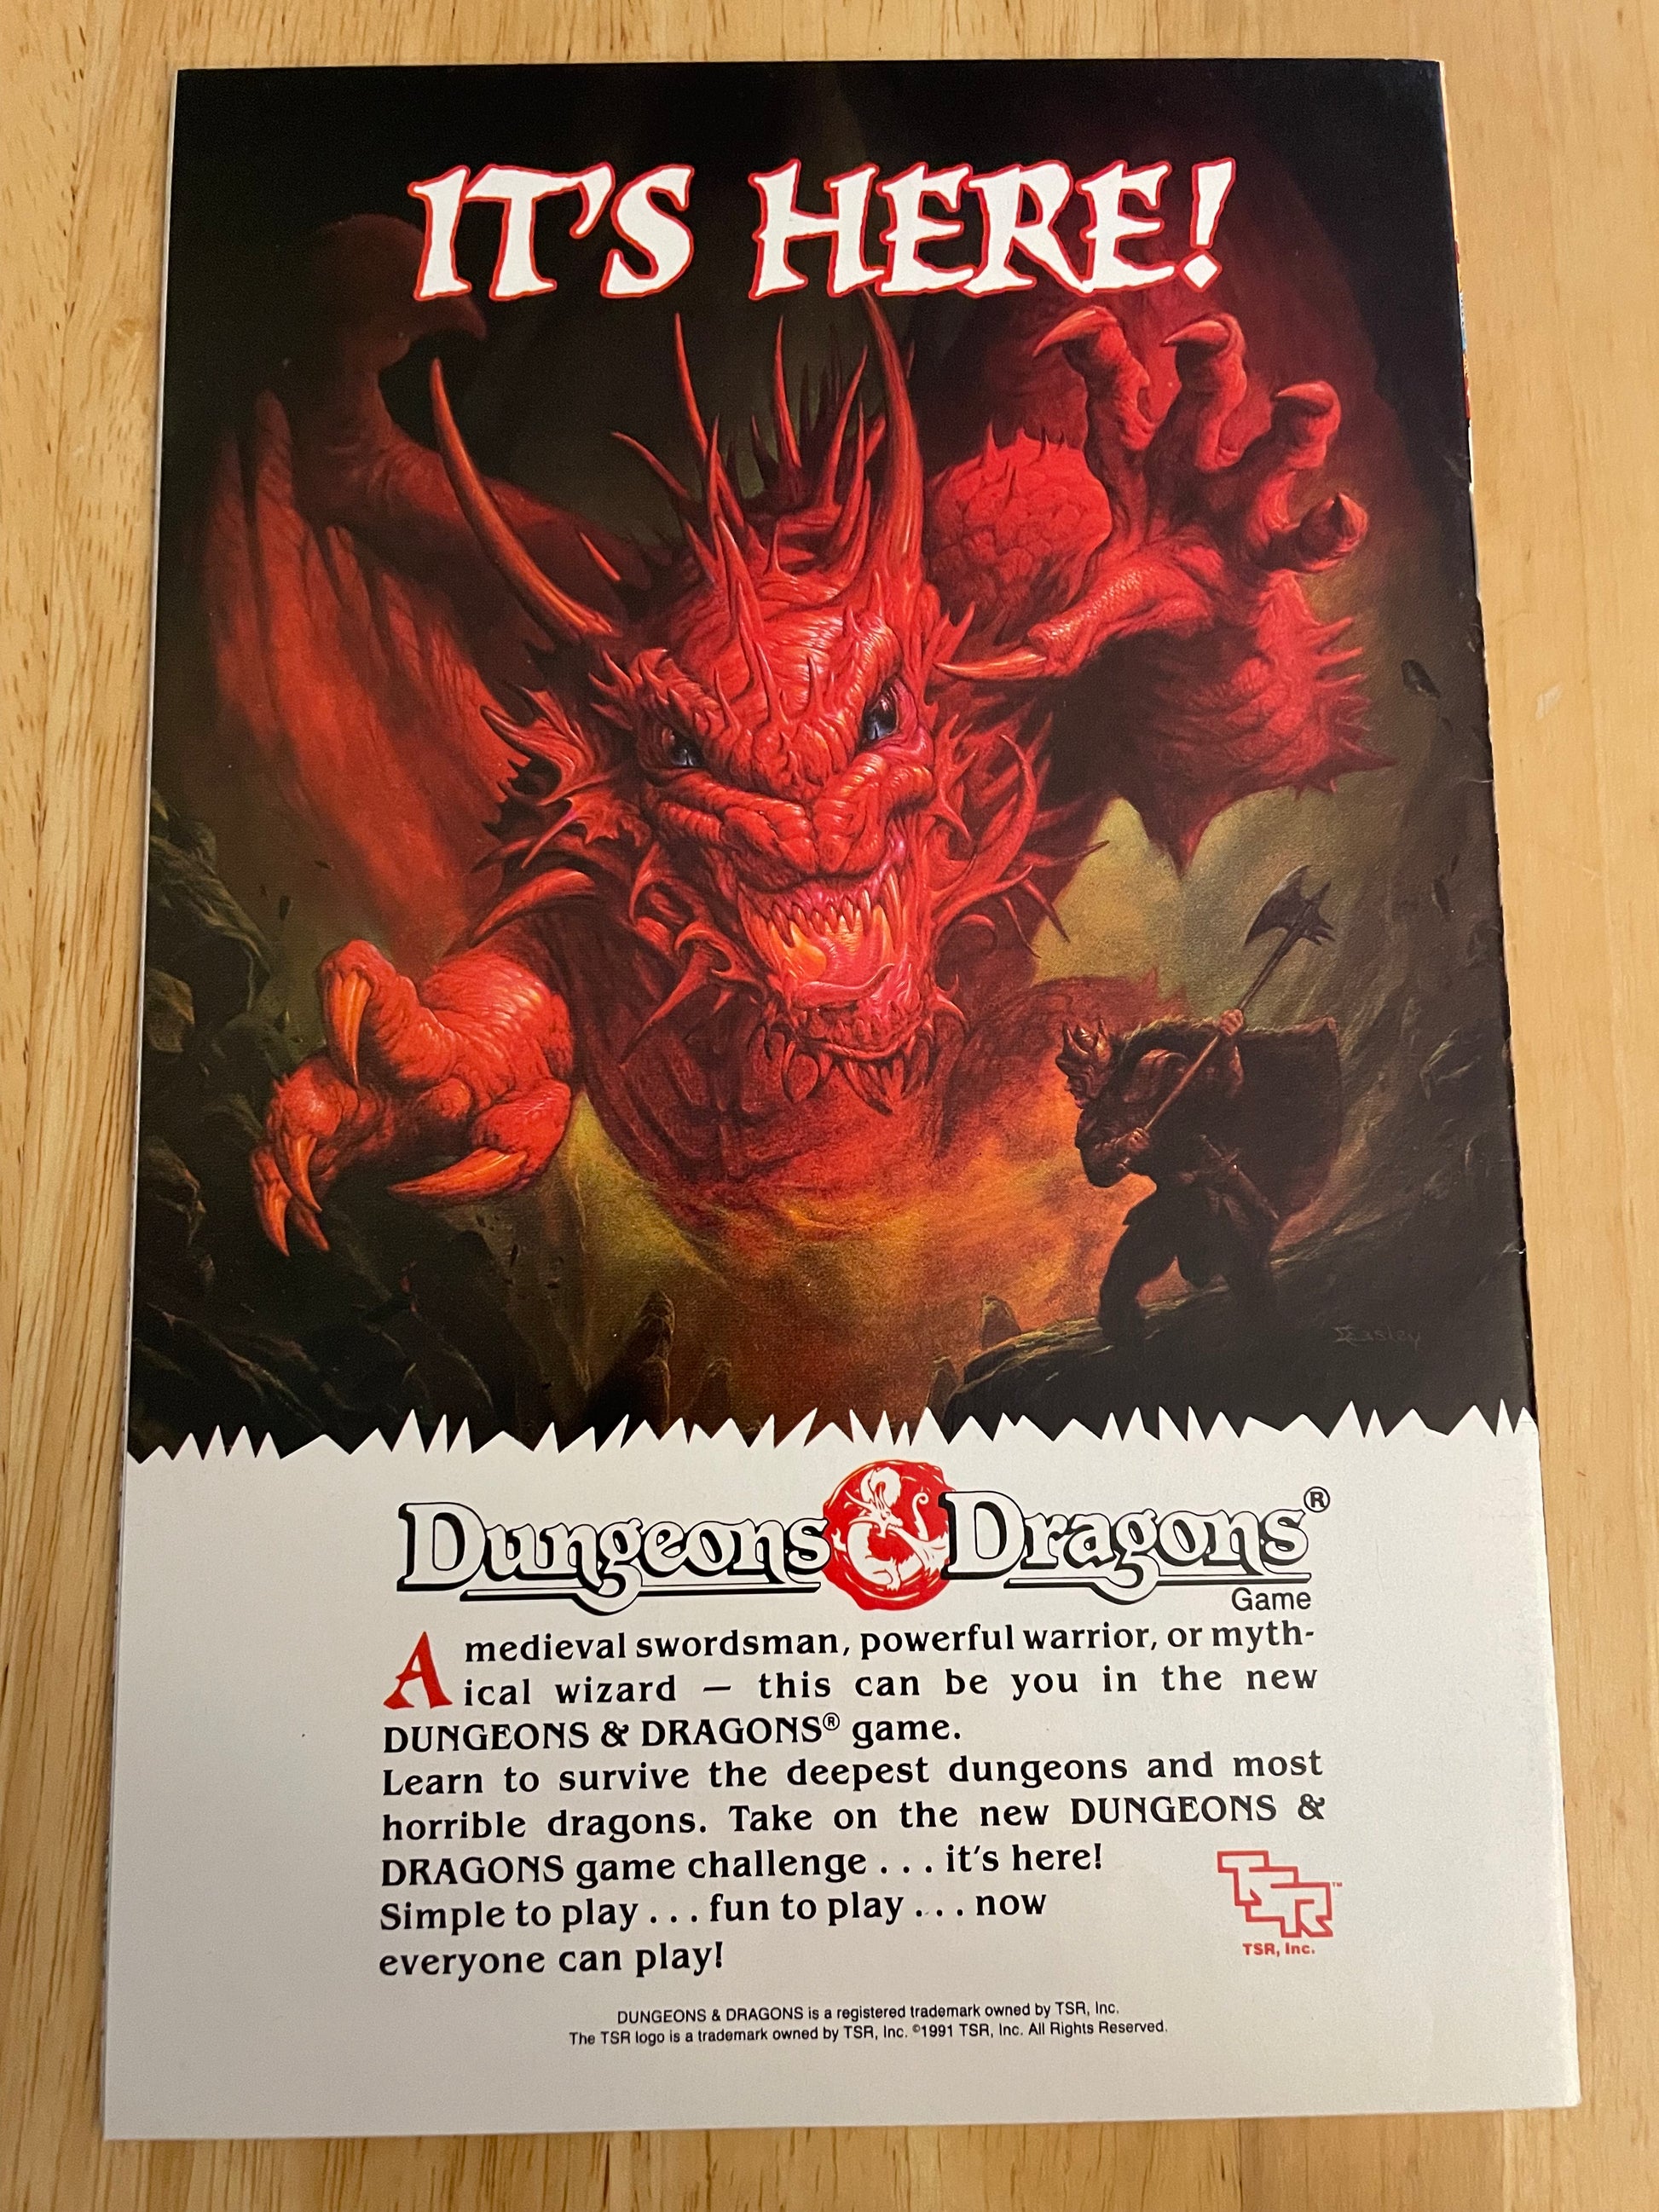 IT'S HERE!
Easley
Dungeons & Dragons®
Game
A medieval swordsman, powerful warrior, or myth-
ical wizard — this can be you in the new
DUNGEONS & DRAGONS® game.
Learn to survive the deepest dungeons and most
horrible dragons. Take on the new DUNGEONS &
DRAGONS game challenge . . . it's here!
Simple to play . . . fun to play . . . now
everyone can play!
TSR™
TSR, Inc.
DUNGEONS & DRAGONS is a registered trademark owned by TSR, Inc.
The TSR logo is a trademark owned by TSR, Inc. ©1991 TSR, Inc. All Rights Reserved.